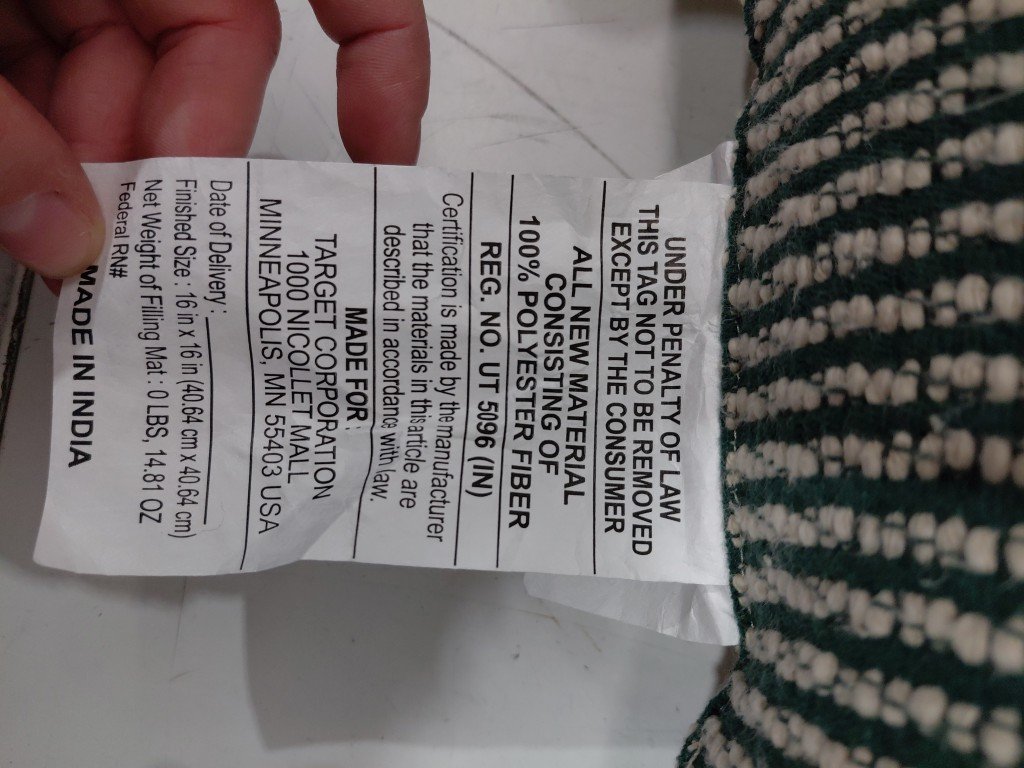 UNDER PENALTY OF LAW
THIS TAG NOT TO BE REMOVED
EXCEPT BY THE CONSUMER
ALL NEW MATERIAL
CONSISTING OF
100% POLYESTER FIBER
REG. NO. UT 5096 (IN)
Certification is made by the manufacturer
that the materials in this article are
described in accordance with law.
MADE FOR:
TARGET CORPORATION
1000 NICOLLET MALL
MINNEAPOLIS, MN 55403 USA
Date of Delivery :
Finished Size : 16 in x 16 in (40.64 cm x 40.64 cm)
Net Weight of Filling Mat : 0 LBS, 14.81 OZ
Federal RN#
MADE IN INDIA